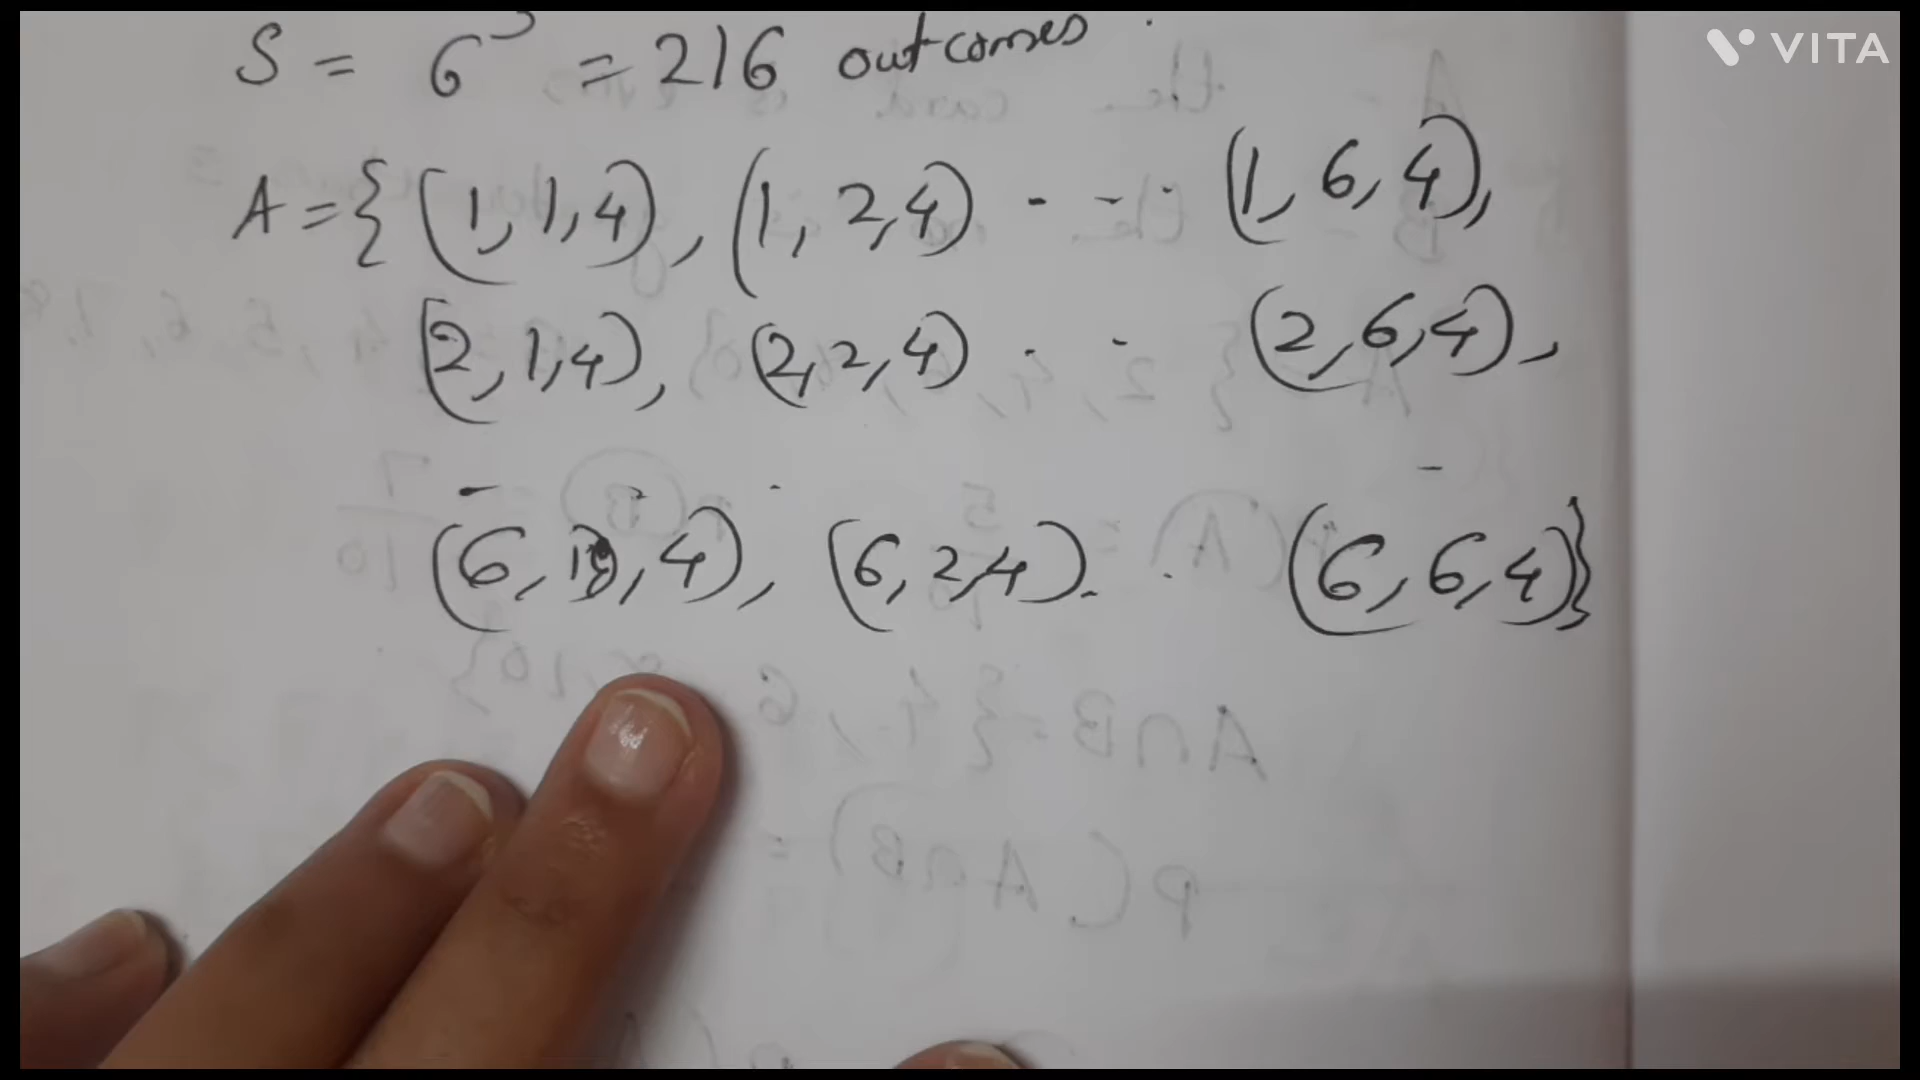 VITA
S = 6³ = 216 outcomes.
A = { (1, 1, 4), (1, 2, 4) - - - (1, 6, 4),
(2, 1, 4), (2, 2, 4) - - - (2, 6, 4),
(6, 1, 4), (6, 2, 4) - - (6, 6, 4)}